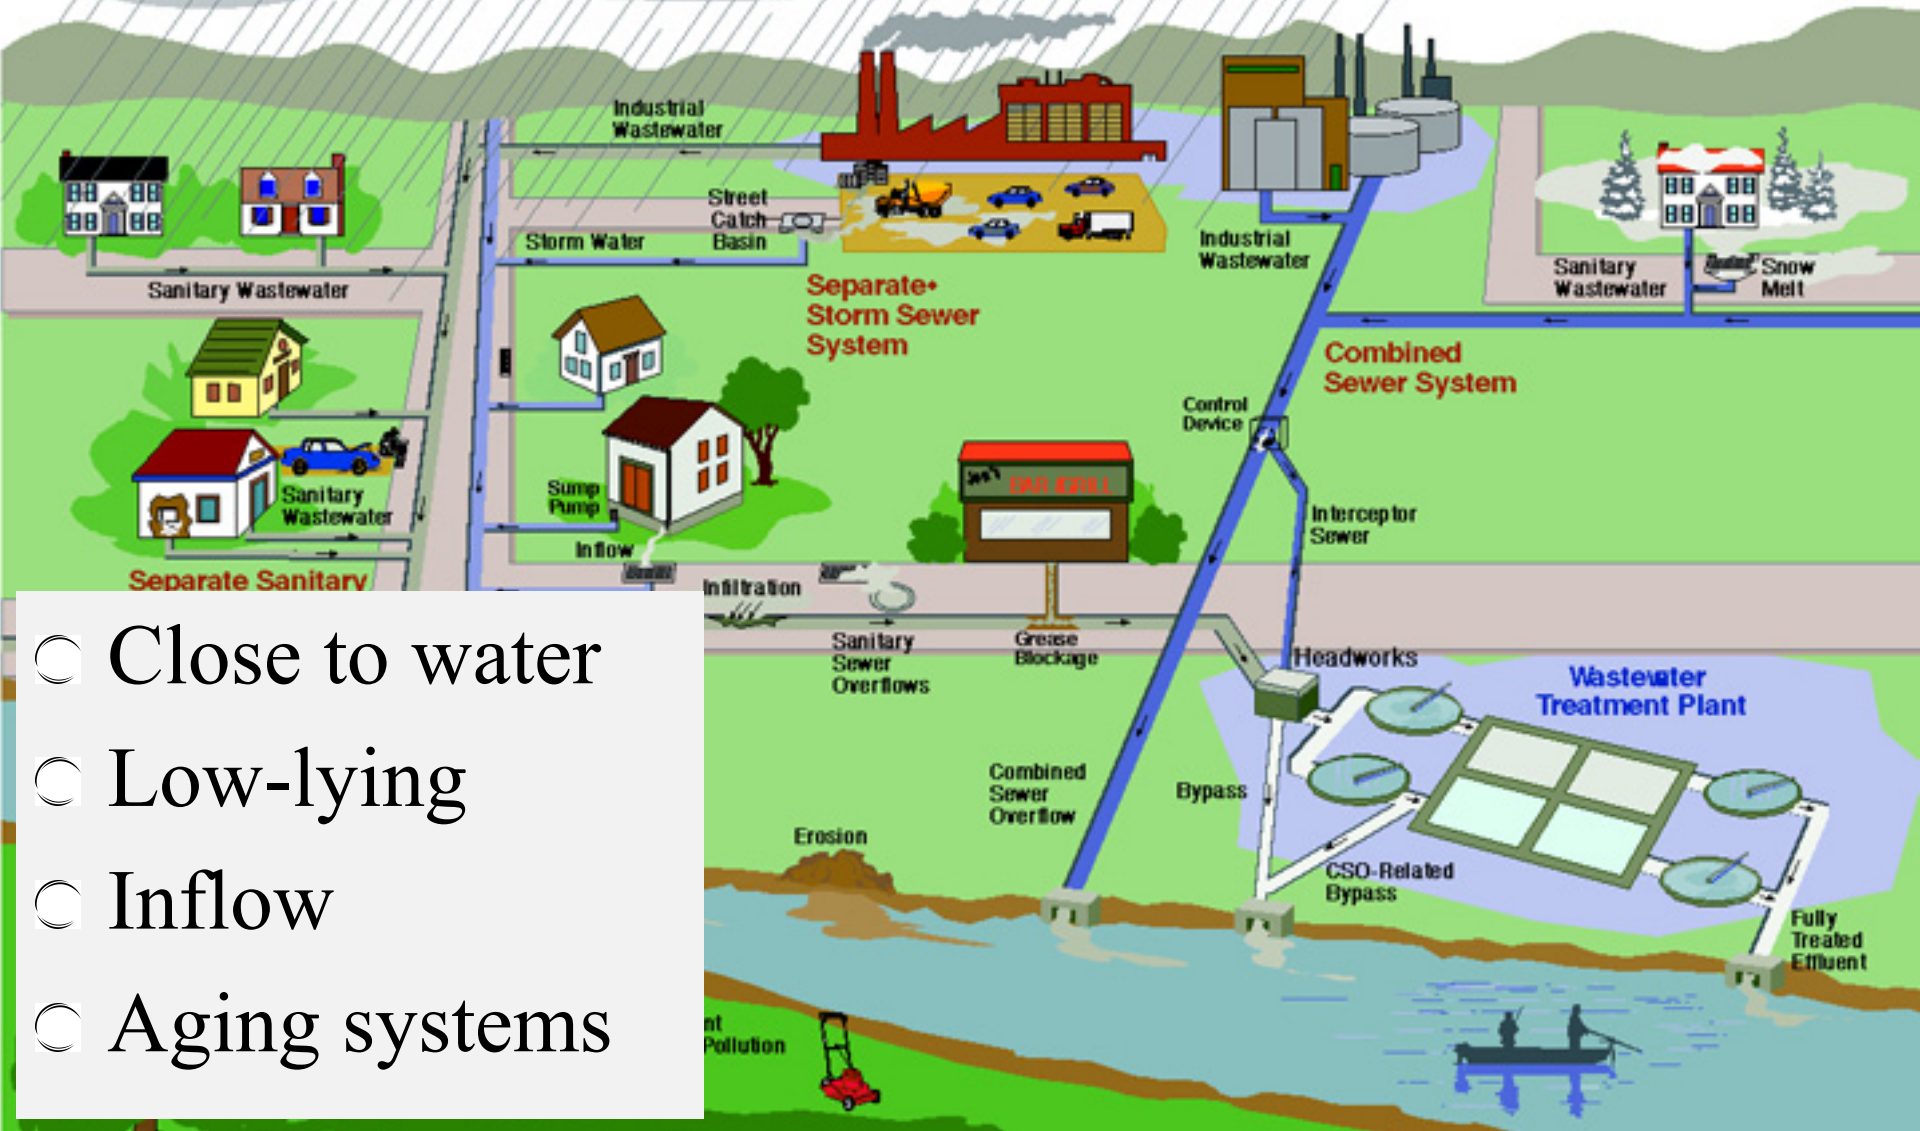 Industrial
Wastewater
Street
Catch
Basin
Storm Water
Sanitary Wastewater
Separate•
Storm Sewer
System
Industrial
Wastewater
Sanitary
Wastewater
Snow
Melt
Combined
Sewer System
Control
Device
Sump
Pump
Inflow
Sanitary
Wastewater
BAR & GRILL
Interceptor
Sewer
Separate Sanitary
Infiltration
Sanitary
Sewer
Overflows
Grease
Blockage
Headworks
Wastewater
Treatment Plant
Combined
Sewer
Overflow
Bypass
Erosion
CSO-Related
Bypass
Fully
Treated
Effluent
nt
Pollution
Close to water
Low-lying
Inflow
Aging systems